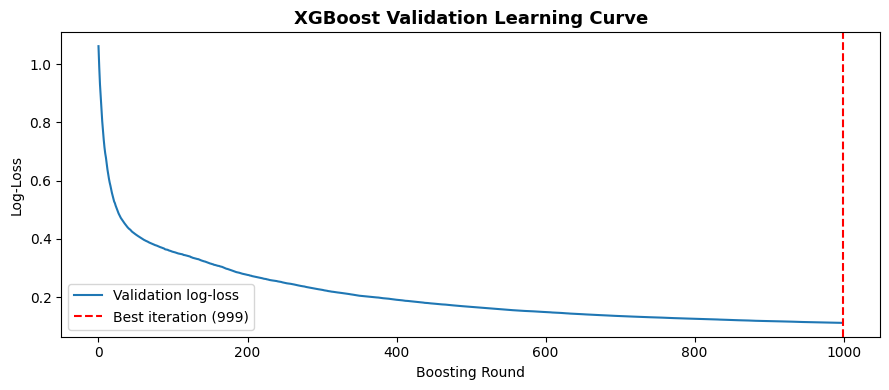 XGBoost Validation Learning Curve
Log-Loss
1.0
0.8
0.6
0.4
0.2
Validation log-loss
Best iteration (999)
0 200 400 600 800 1000
Boosting Round